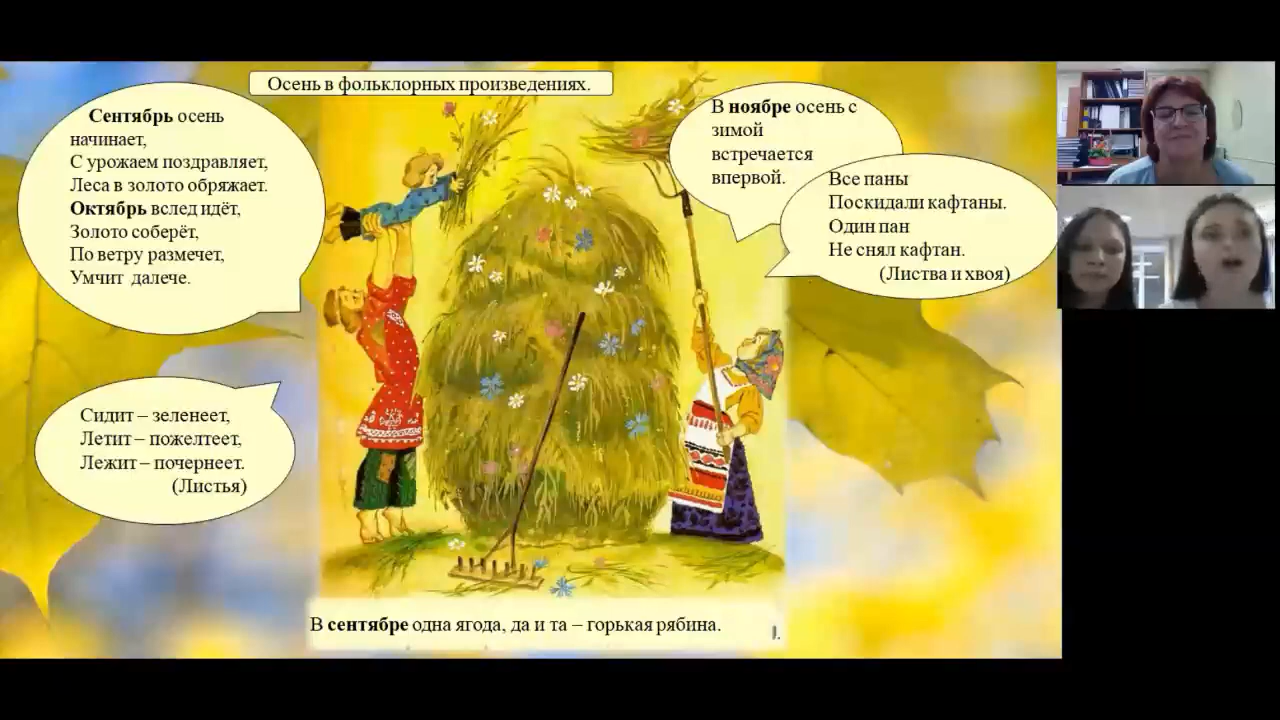 Осень в фольклорных произведениях.
Сентябрь осень
начинает,
С урожаем поздравляет,
Леса в золото обряжает.
Октябрь вслед идёт,
Золото соберёт,
По ветру размечет,
Умчит далече.
В ноябре осень с
зимой
встречается
впервой.
Все паны
Поскидали кафтаны.
Один пан
Не снял кафтан.
(Листва и хвоя)
Сидит – зеленеет,
Летит – пожелтеет,
Лежит – почернеет.
(Листья)
В сентябре одна ягода, да и та – горькая рябина.